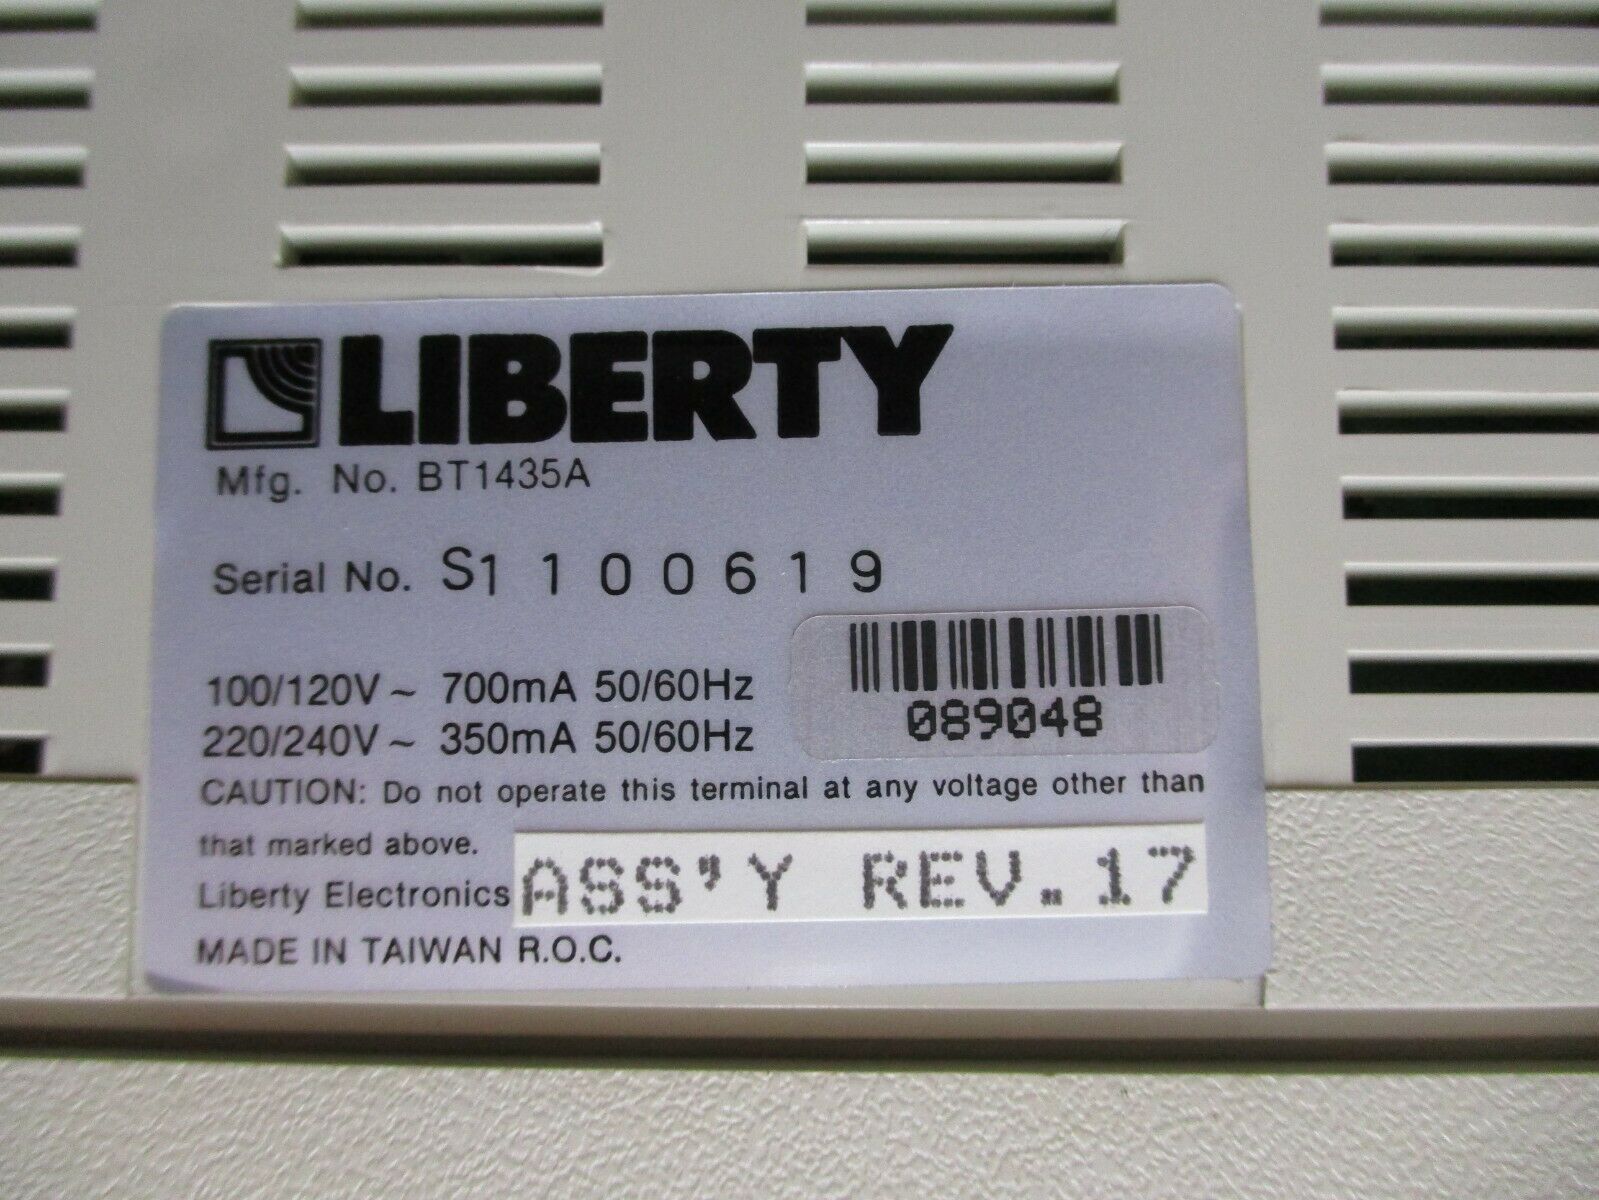 LIBERTY
Mfg. No. BT1435A
Serial No. S1 1 0 0 6 1 9
100/120V ~ 700mA 50/60Hz
220/240V ~ 350mA 50/60Hz
089048
CAUTION: Do not operate this terminal at any voltage other than
that marked above.
Liberty Electronics
ASS'Y REV.17
MADE IN TAIWAN R.O.C.